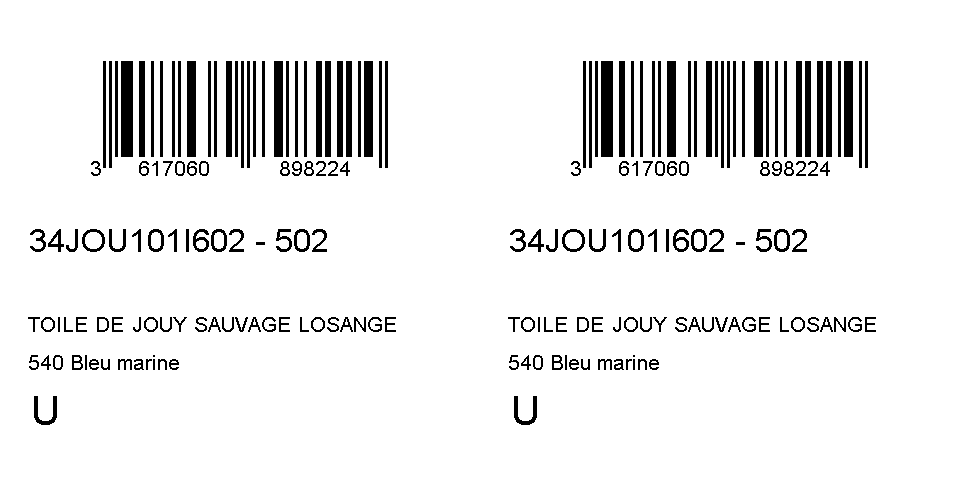 3 617060 898224
34JOU101I602 - 502
TOILE DE JOUY SAUVAGE LOSANGE
540 Bleu marine
U
3 617060 898224
34JOU101I602 - 502
TOILE DE JOUY SAUVAGE LOSANGE
540 Bleu marine
U